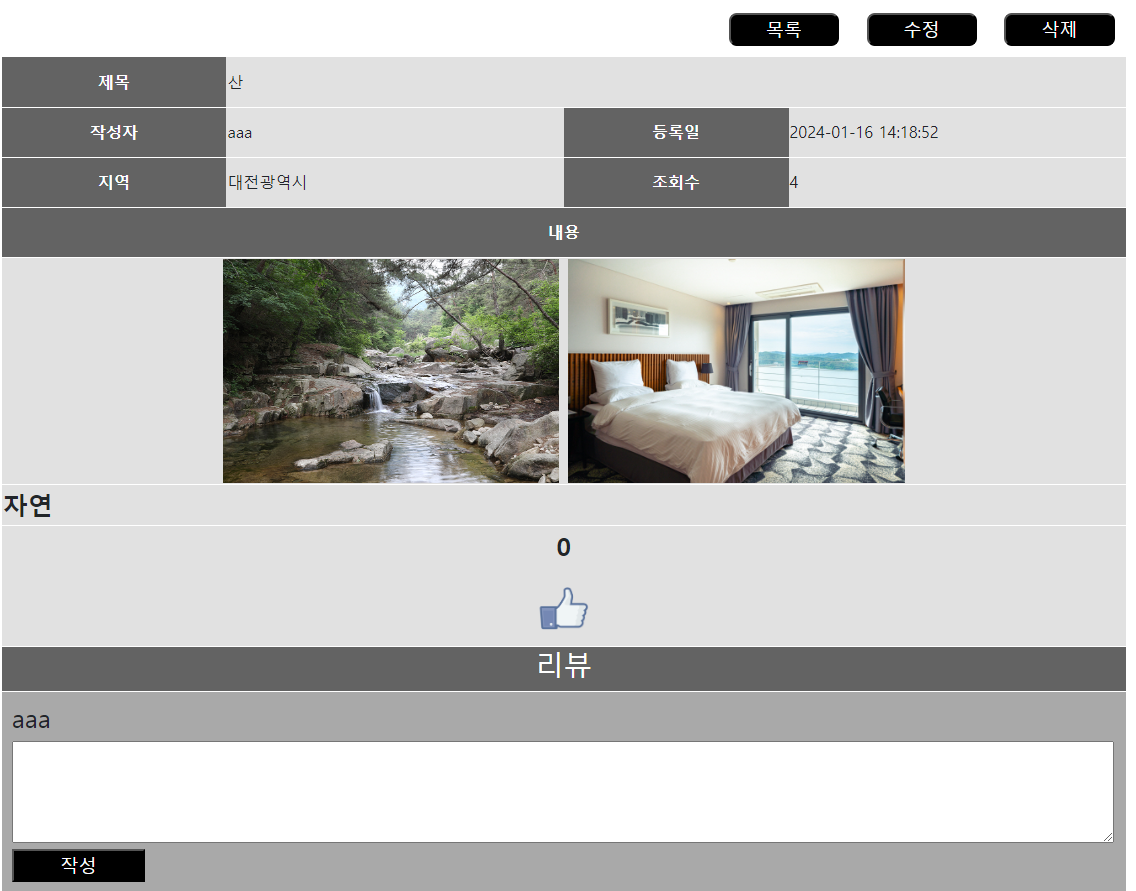 목록 수정 삭제
제목 산
작성자 aaa 등록일 2024-01-16 14:18:52
지역 대전광역시 조회수 4
내용
자연
0
리뷰
aaa
작성